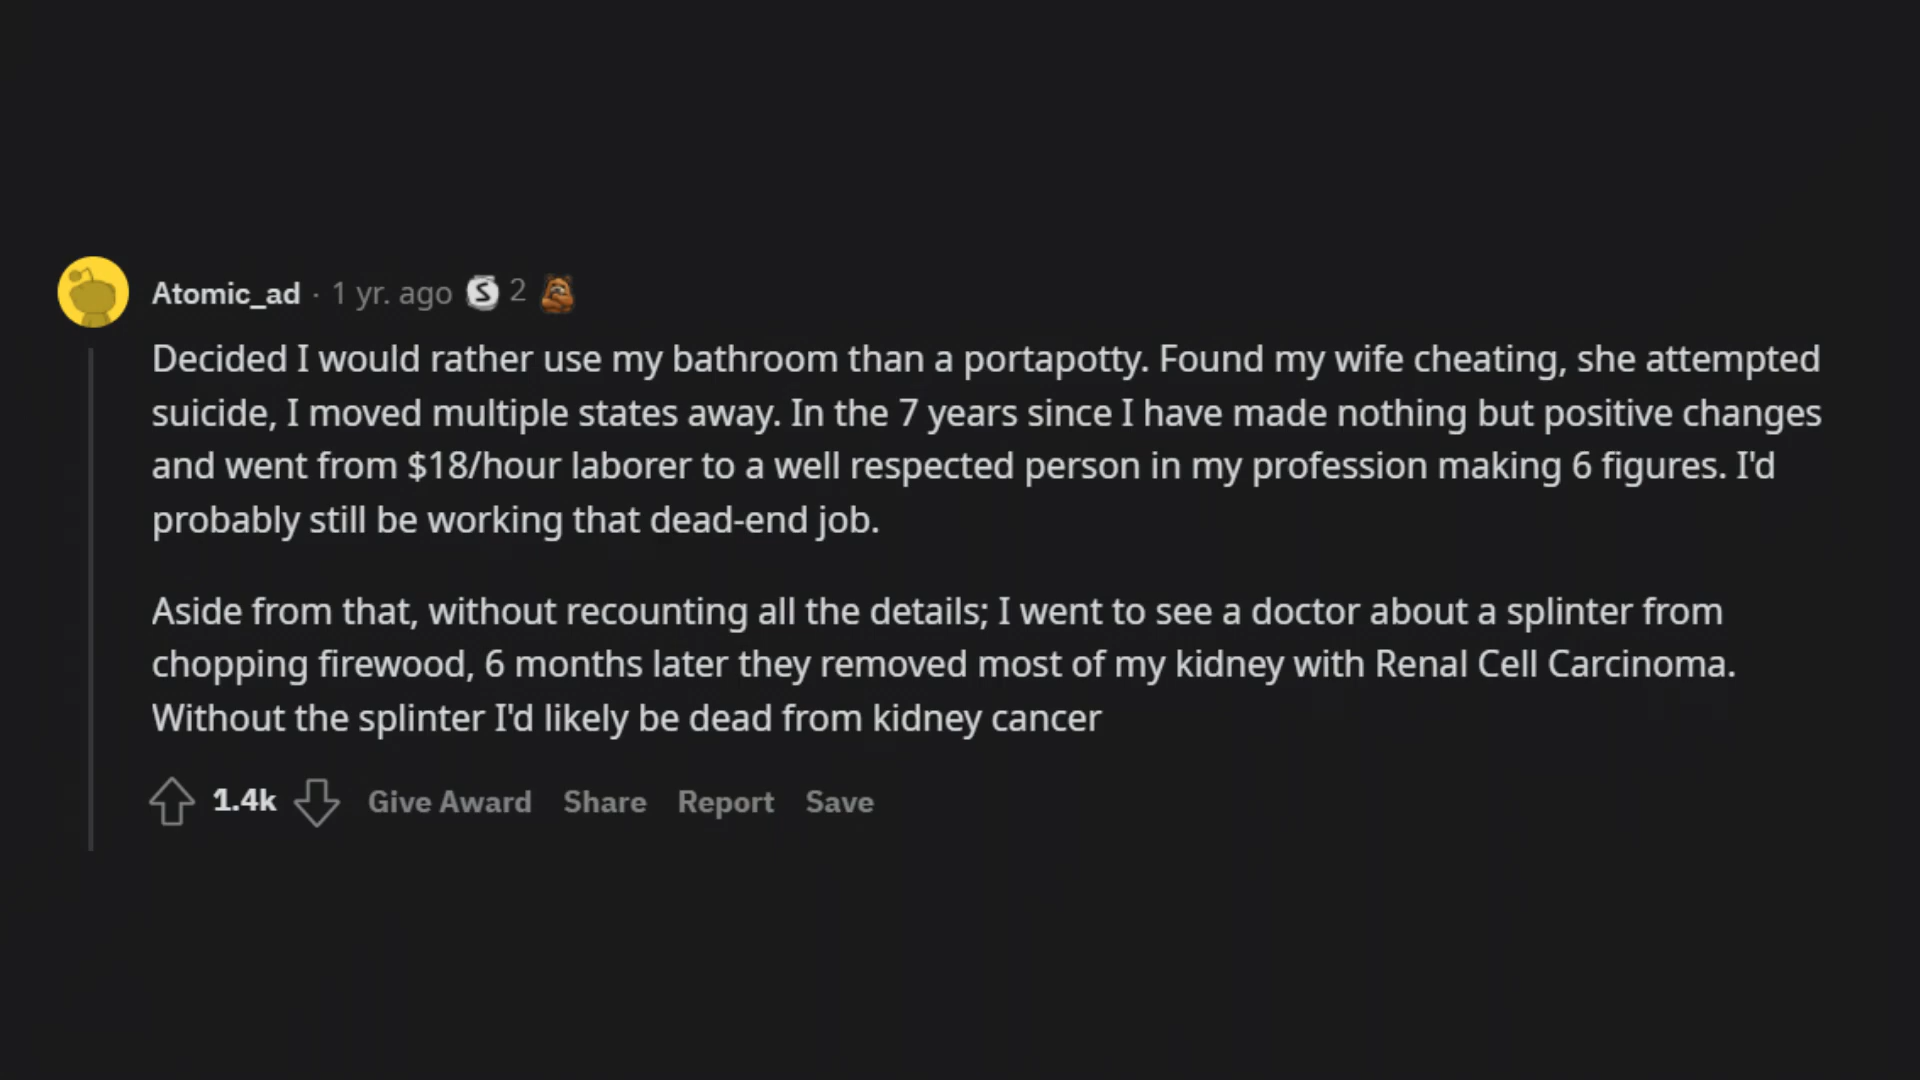 Atomic_ad · 1 yr. ago S 2
Decided I would rather use my bathroom than a portapotty. Found my wife cheating, she attempted
suicide, I moved multiple states away. In the 7 years since I have made nothing but positive changes
and went from $18/hour laborer to a well respected person in my profession making 6 figures. I'd
probably still be working that dead-end job.
Aside from that, without recounting all the details; I went to see a doctor about a splinter from
chopping firewood, 6 months later they removed most of my kidney with Renal Cell Carcinoma.
Without the splinter I'd likely be dead from kidney cancer
1.4k Give Award Share Report Save